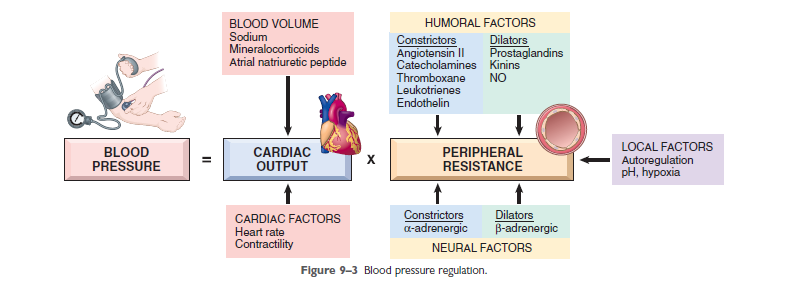 BLOOD VOLUME
Sodium
Mineralocorticoids
Atrial natriuretic peptide
HUMORAL FACTORS
Constrictors
Angiotensin II
Catecholamines
Thromboxane
Leukotrienes
Endothelin
Dilators
Prostaglandins
Kinins
NO
BLOOD
PRESSURE
=
CARDIAC
OUTPUT
x
PERIPHERAL
RESISTANCE
LOCAL FACTORS
Autoregulation
pH, hypoxia
CARDIAC FACTORS
Heart rate
Contractility
Constrictors
α-adrenergic
Dilators
β-adrenergic
NEURAL FACTORS
Figure 9–3 Blood pressure regulation.